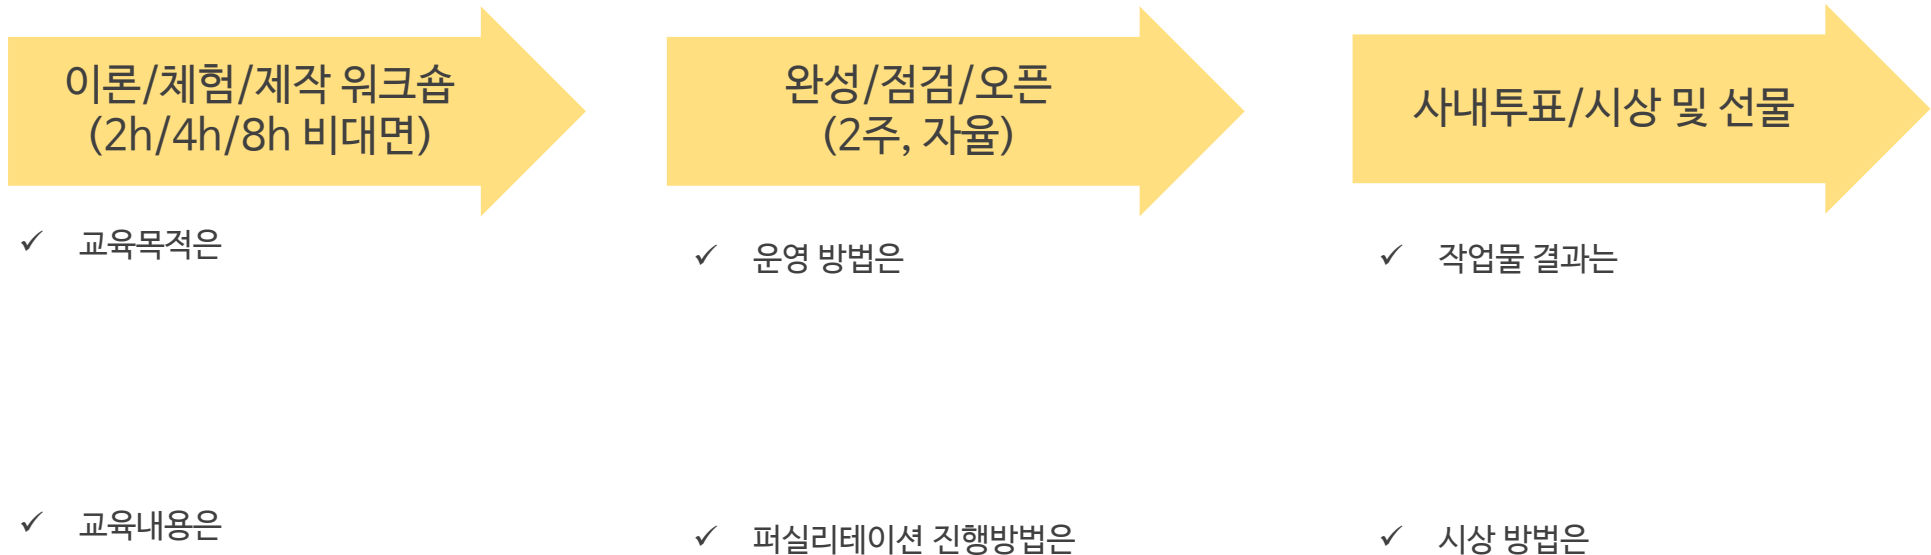 이론/체험/제작 워크숍
(2h/4h/8h 비대면)
✓ 교육목적은
✓ 교육내용은
완성/점검/오픈
(2주, 자율)
✓ 운영 방법은
✓ 퍼실리테이션 진행방법은
사내투표/시상 및 선물
✓ 작업물 결과는
✓ 시상 방법은